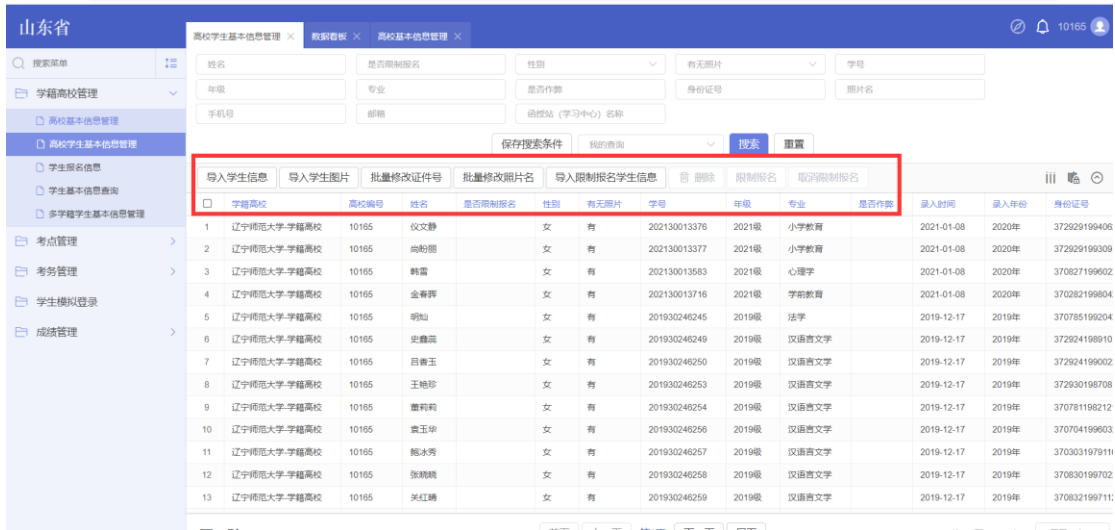 山东省
高校学生基本信息管理 数据看板 高校基本信息管理
10165
搜索菜单
学籍高校管理
高校基本信息管理
高校学生基本信息管理
学生报名信息
学生基本信息查询
多学籍学生基本信息管理
考点管理
考务管理
学生模拟登录
成绩管理
姓名 是否限制报名 性别 有无照片 学号
年级 专业 是否作弊 身份证号 照片名
手机号 邮箱 函授站（学习中心）名称
保存搜索条件 我的查询 搜索 重置
导入学生信息 导入学生图片 批量修改证件号 批量修改照片名 导入限制报名学生信息 删除 限制报名 取消限制报名
学籍高校 高校编号 姓名 是否限制报名 性别 有无照片 学号 年级 专业 是否作弊 录入时间 录入年份 身份证号
1 辽宁师范大学-学籍高校 10165 仪文静 女 有 202130013376 2021级 小学教育 2021-01-08 2020年 372929199406
2 辽宁师范大学-学籍高校 10165 尚盼丽 女 有 202130013377 2021级 小学教育 2021-01-08 2020年 372929199309
3 辽宁师范大学-学籍高校 10165 韩雷 女 有 202130013583 2021级 心理学 2021-01-08 2020年 370827199602
4 辽宁师范大学-学籍高校 10165 金春晖 女 有 202130013716 2021级 学前教育 2021-01-08 2020年 370282199804
5 辽宁师范大学-学籍高校 10165 明灿 女 有 201930246245 2019级 法学 2019-12-17 2019年 370785199204
6 辽宁师范大学-学籍高校 10165 女 有 201930246249 2019级 汉语言文学 2019-12-17 2019年 372924198910
7 辽宁师范大学-学籍高校 10165 吕香玉 女 有 201930246250 2019级 汉语言文学 2019-12-17 2019年 372924199002
8 辽宁师范大学-学籍高校 10165 王艳珍 女 有 201930246253 2019级 汉语言文学 2019-12-17 2019年 372930198708
9 辽宁师范大学-学籍高校 10165 董莉莉 女 有 201930246254 2019级 汉语言文学 2019-12-17 2019年 370781198212
10 辽宁师范大学-学籍高校 10165 袁玉华 女 有 201930246256 2019级 汉语言文学 2019-12-17 2019年 370704199603
11 辽宁师范大学-学籍高校 10165 鲍冰秀 女 有 201930246257 2019级 汉语言文学 2019-12-17 2019年 370303197911
12 辽宁师范大学-学籍高校 10165 张晓晓 女 有 201930246258 2019级 汉语言文学 2019-12-17 2019年 370830199702
13 辽宁师范大学-学籍高校 10165 关红晴 女 有 201930246259 2019级 汉语言文学 2019-12-17 2019年 370832199711